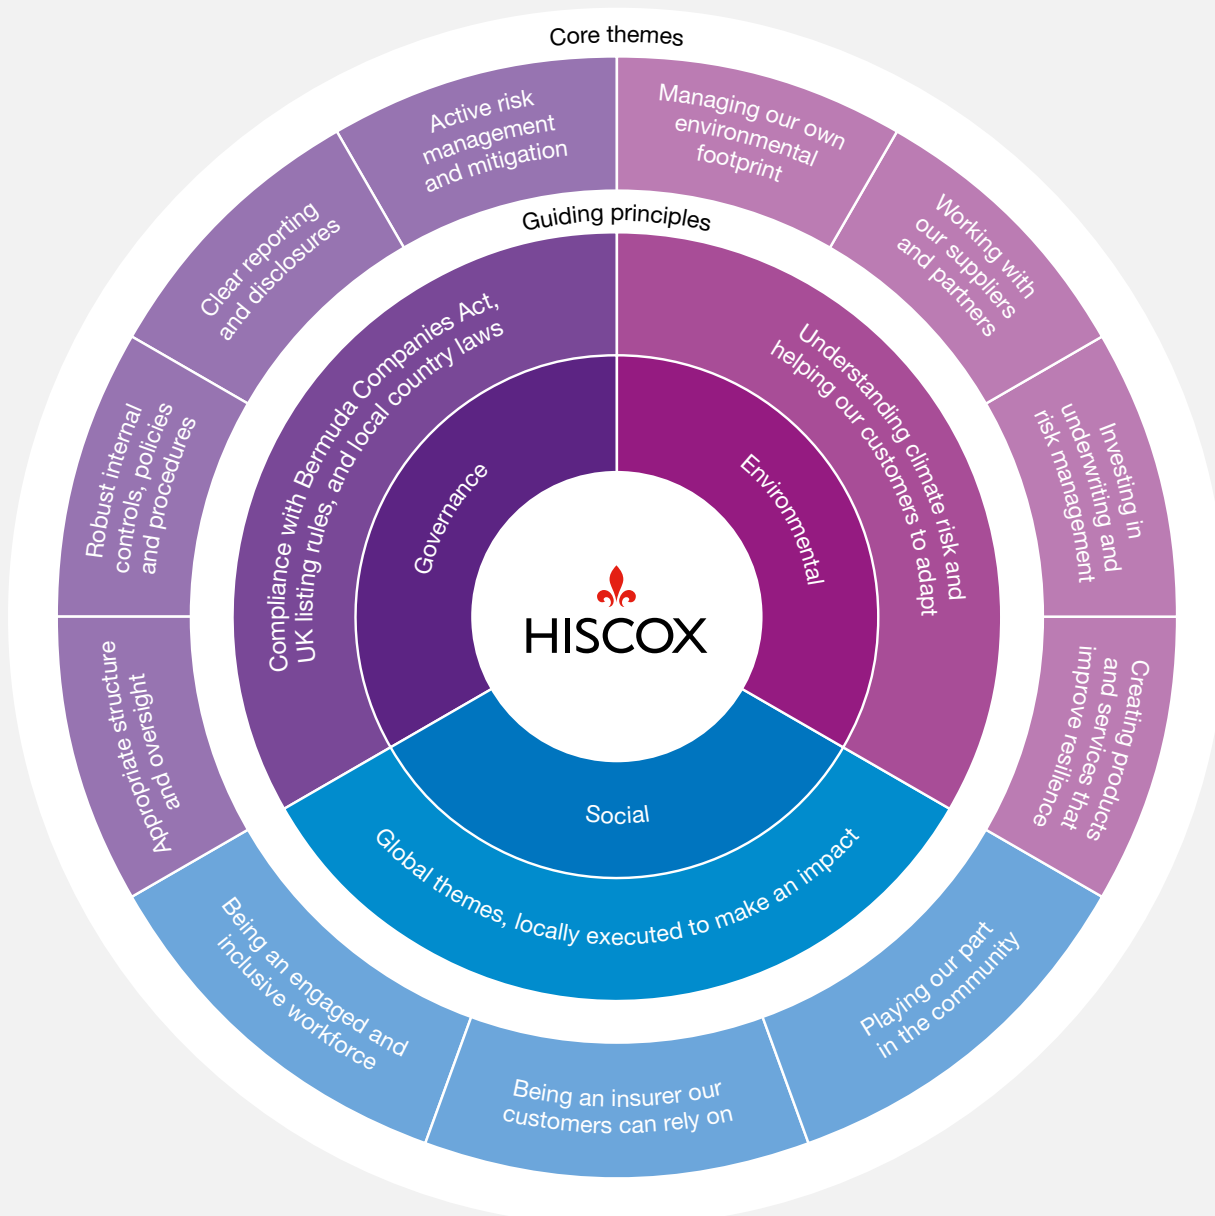 Core themes
Managing our own
environmental
footprint
Working with
our suppliers
and partners
Investing in
underwriting and
risk management
Creating products
and services that
improve resilience
Playing our part
in the community
Being an insurer our
customers can rely on
Being an engaged and
inclusive workforce
Appropriate structure
and oversight
Robust internal
controls, policies
and procedures
Clear reporting
and disclosures
Active risk
management
and mitigation
Guiding principles
Understanding climate risk and
helping our customers to adapt
Global themes, locally executed to make an impact
Compliance with Bermuda Companies Act,
UK listing rules, and local country laws
Environmental
Social
Governance
HISCOX